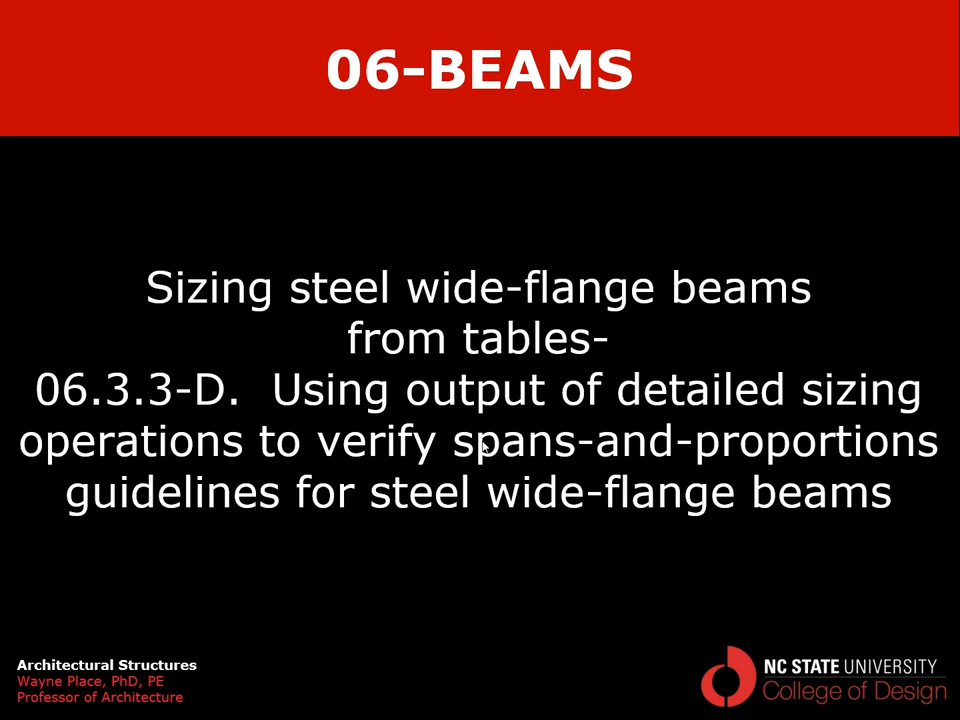 06-BEAMS
Sizing steel wide-flange beams
from tables-
06.3.3-D.  Using output of detailed sizing
operations to verify spans-and-proportions
guidelines for steel wide-flange beams
Architectural Structures
Wayne Place, PhD, PE
Professor of Architecture
NC STATE UNIVERSITY
College of Design